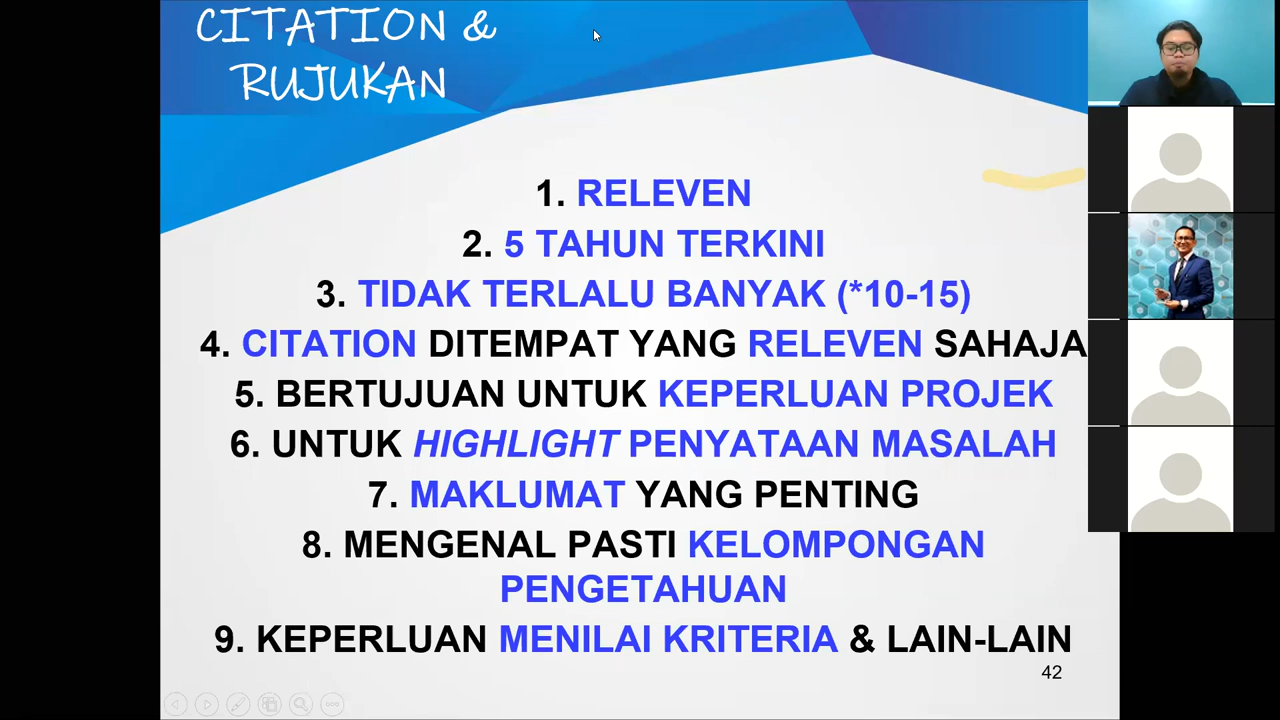 CITATION &
RUJUKAN
1. RELEVEN
2. 5 TAHUN TERKINI
3. TIDAK TERLALU BANYAK (*10-15)
4. CITATION DITEMPAT YANG RELEVEN SAHAJA
5. BERTUJUAN UNTUK KEPERLUAN PROJEK
6. UNTUK HIGHLIGHT PENYATAAN MASALAH
7. MAKLUMAT YANG PENTING
8. MENGENAL PASTI KELOMPONGAN
PENGETAHUAN
9. KEPERLUAN MENILAI KRITERIA & LAIN-LAIN
42